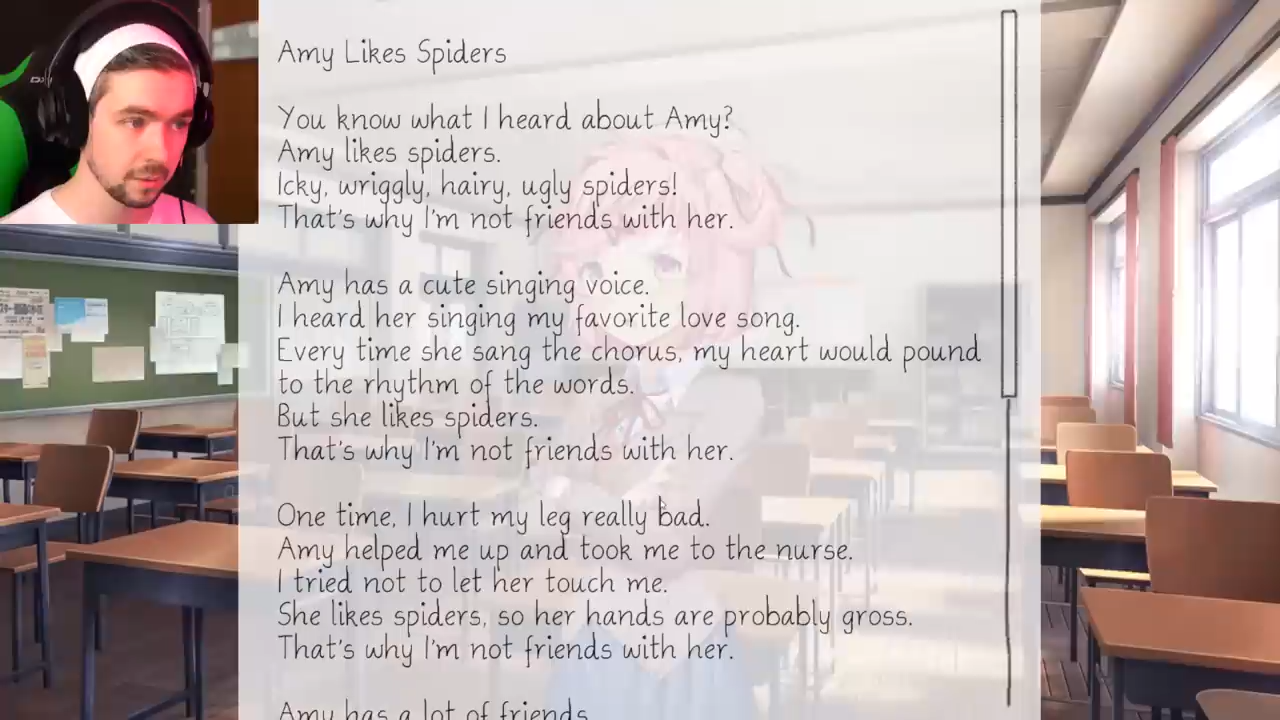 Amy Likes Spiders
You know what I heard about Amy?
Amy likes spiders.
Icky, wriggly, hairy, ugly spiders!
That's why I'm not friends with her.
Amy has a cute singing voice.
I heard her singing my favorite love song.
Every time she sang the chorus, my heart would pound
to the rhythm of the words.
But she likes spiders.
That's why I'm not friends with her.
One time, I hurt my leg really bad.
Amy helped me up and took me to the nurse.
I tried not to let her touch me.
She likes spiders, so her hands are probably gross.
That's why I'm not friends with her.
Amy has a lot of friends